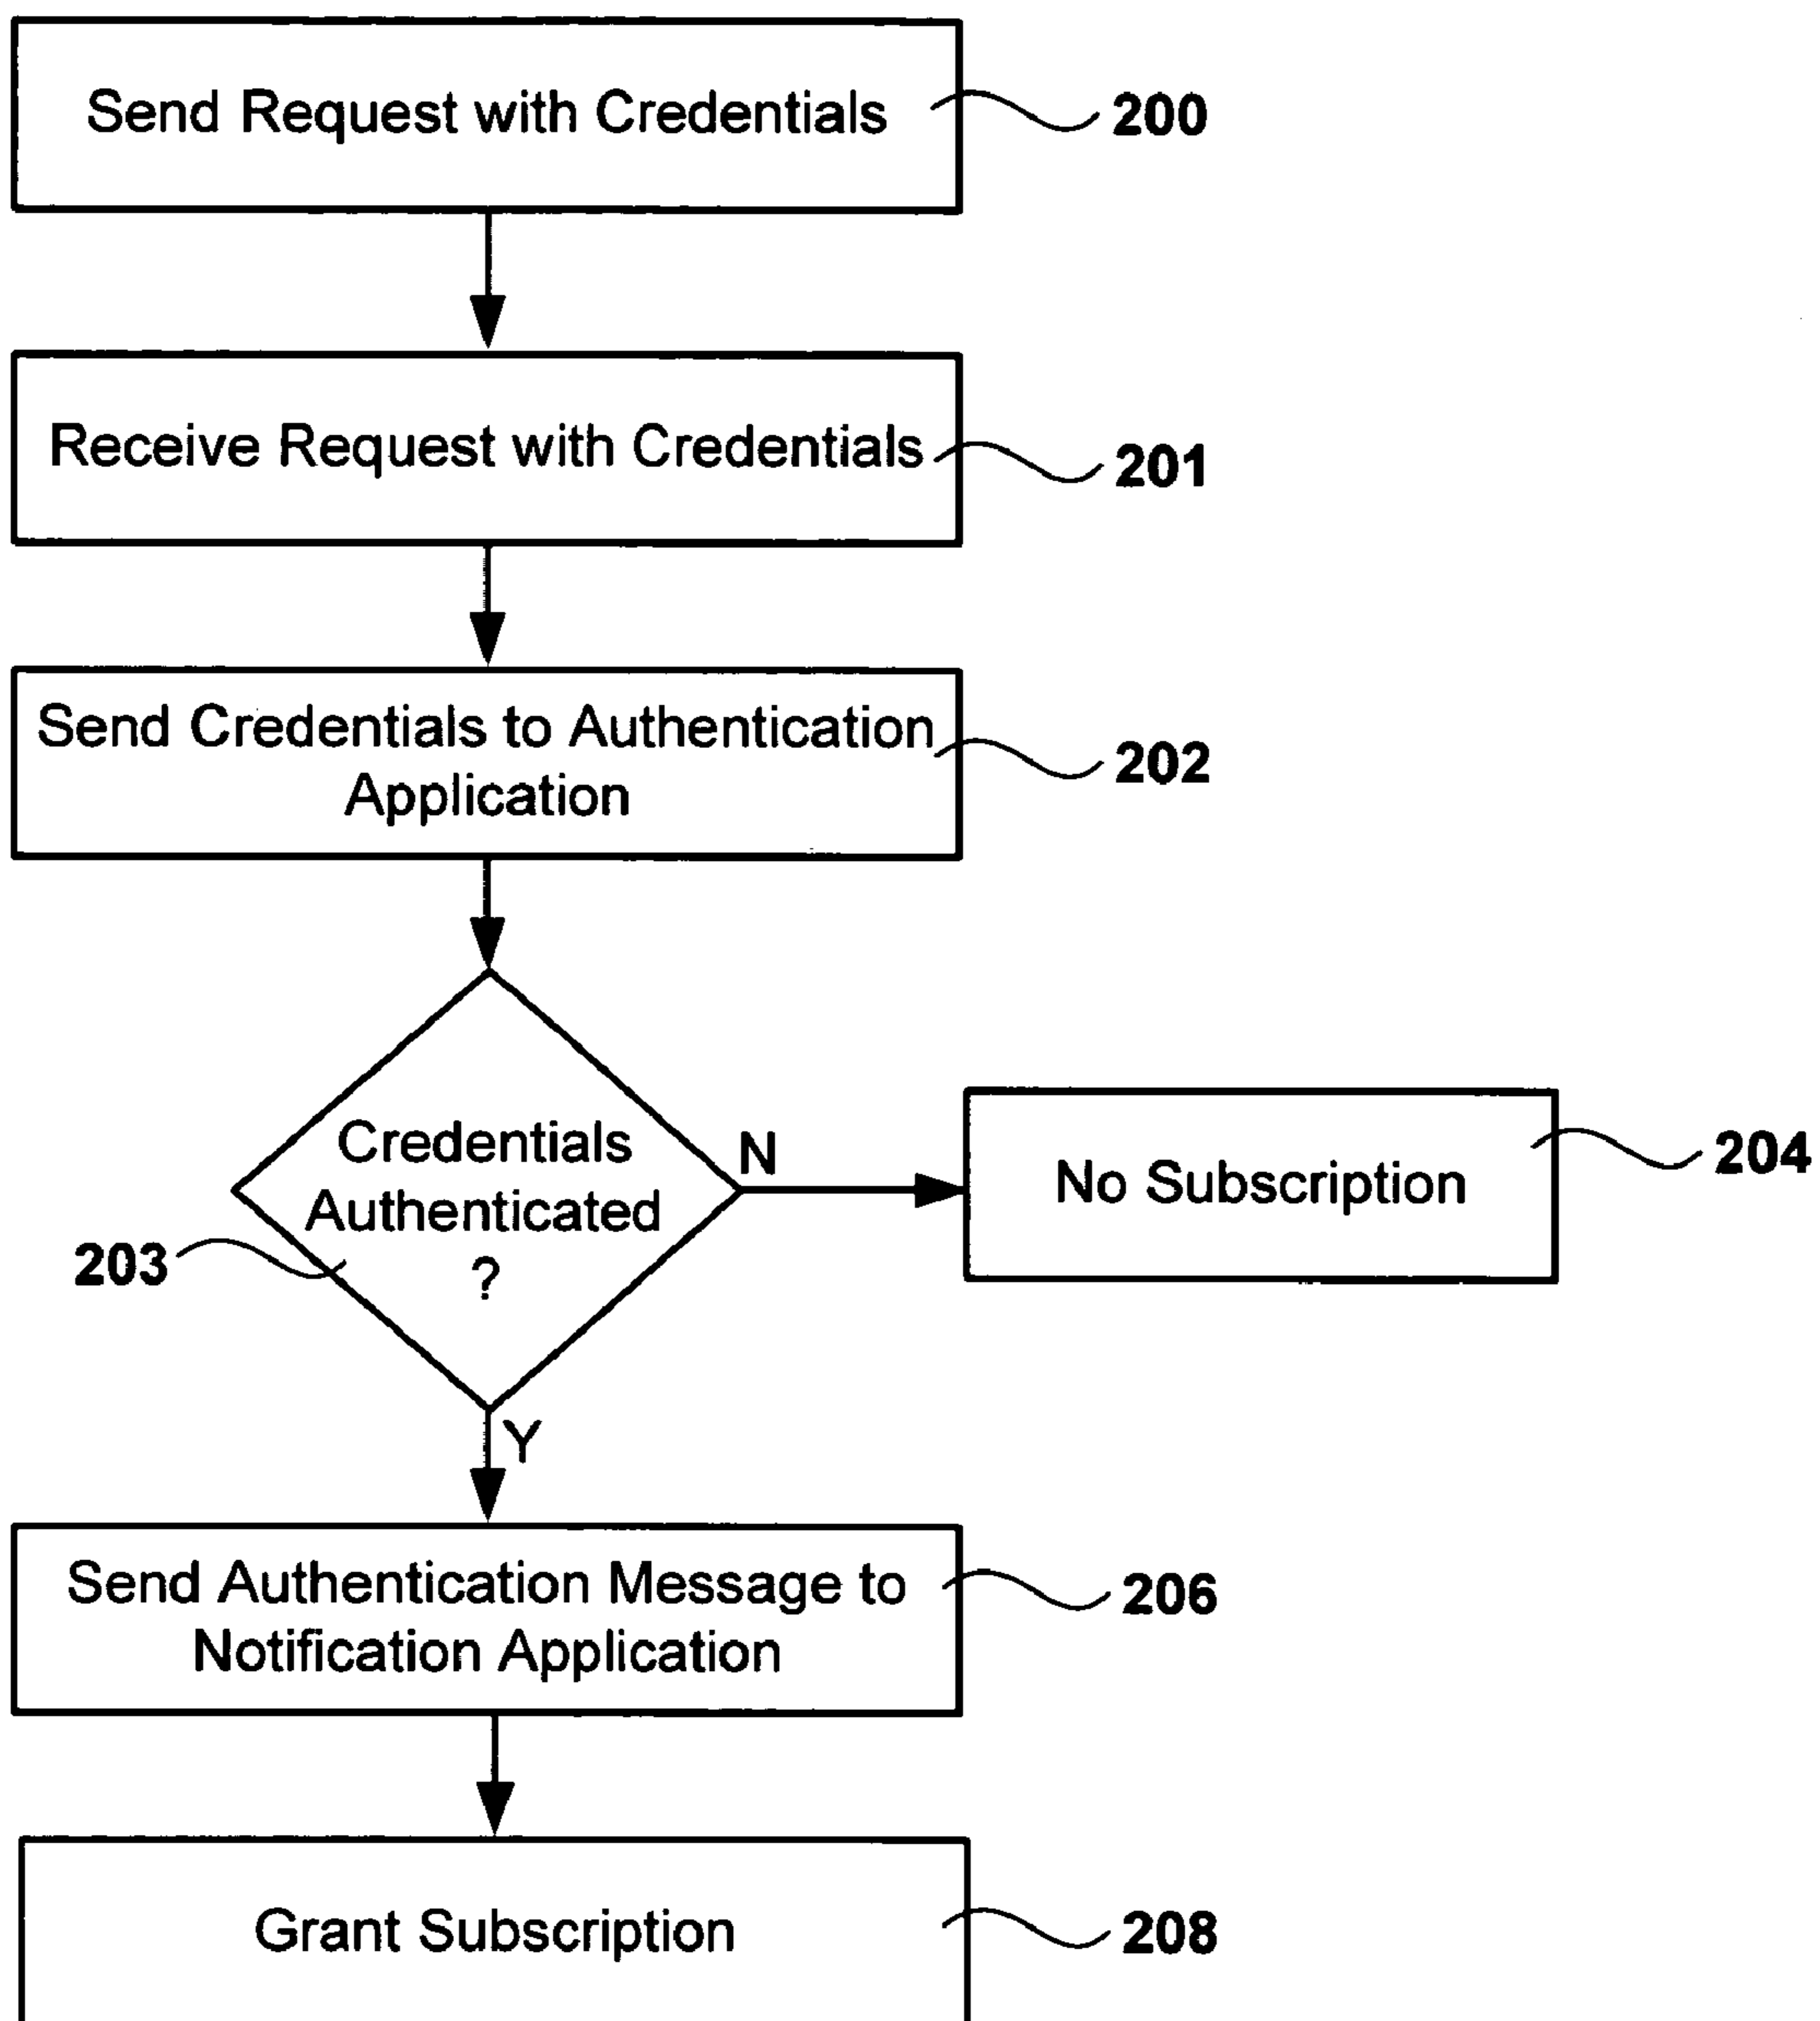 Send Request with Credentials
200
Receive Request with Credentials
201
Send Credentials to Authentication
Application
202
Credentials
Authenticated
?
203
N
No Subscription
204
Y
Send Authentication Message to
Notification Application
206
Grant Subscription
208